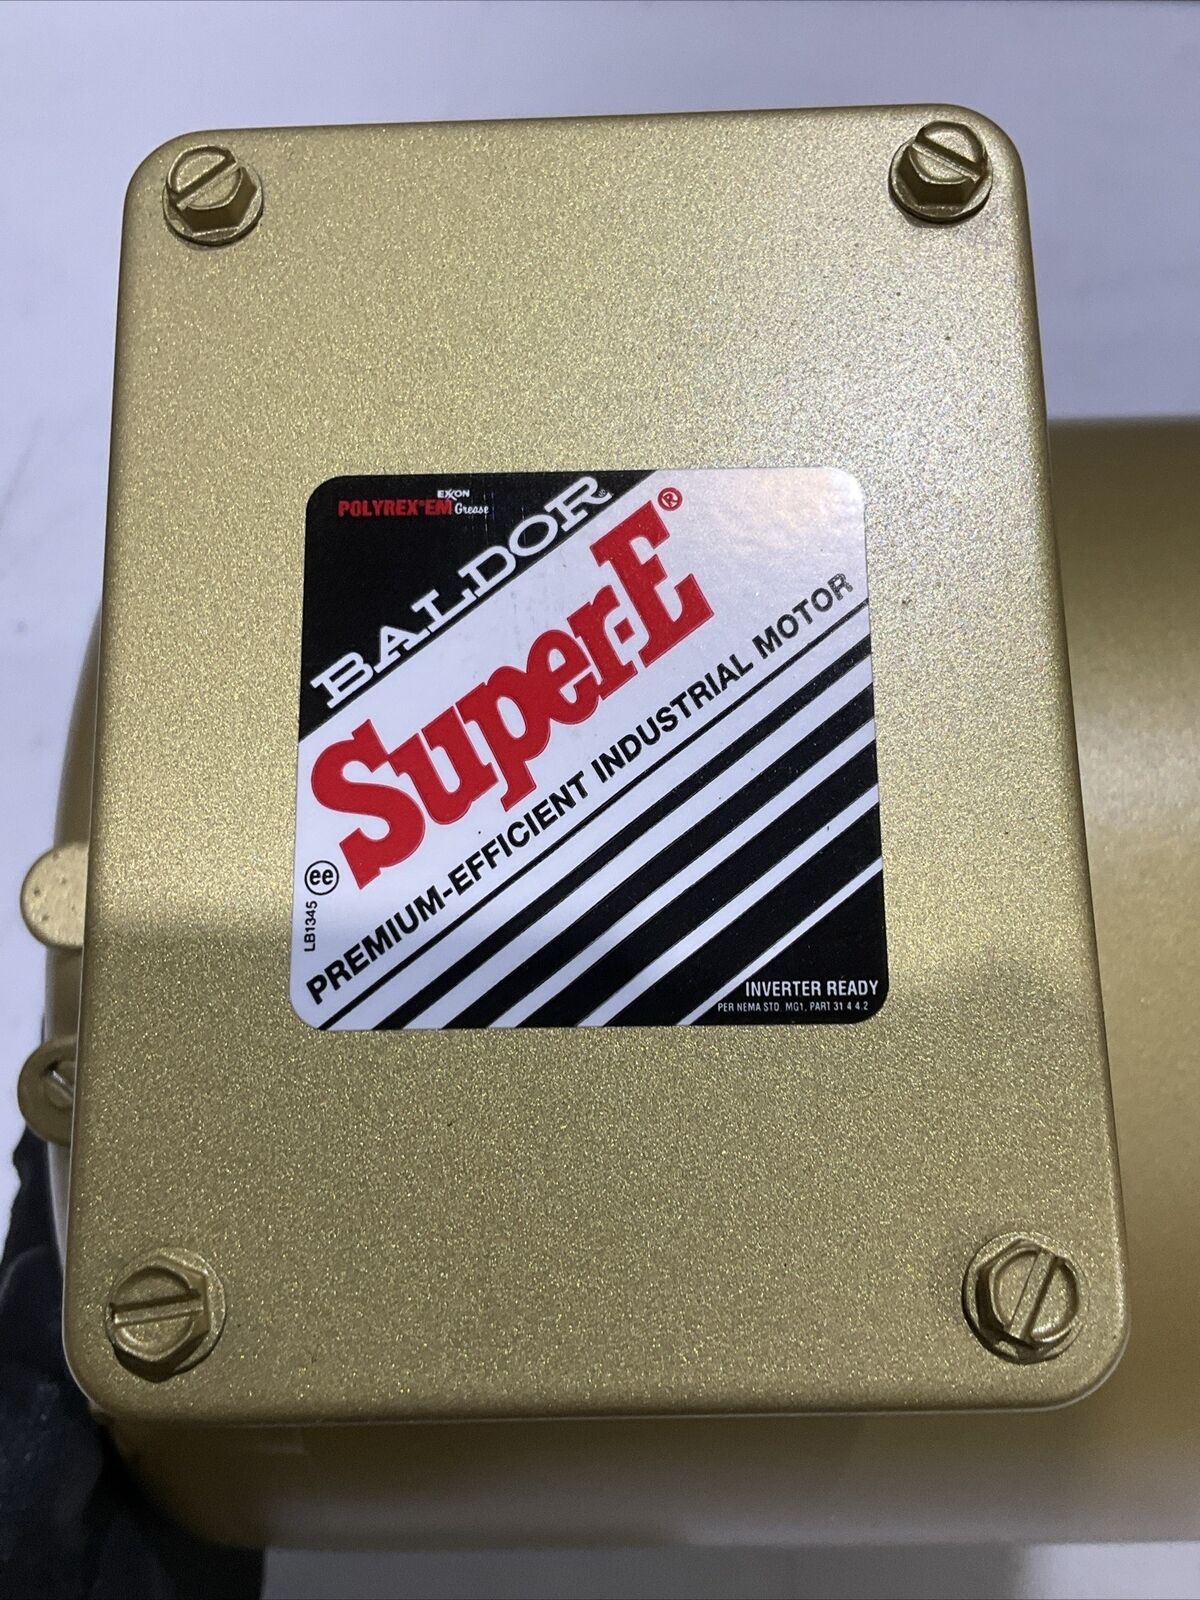 EXXON
POLYREX®EM Grease
BALDOR®
Super-E®
PREMIUM-EFFICIENT INDUSTRIAL MOTOR
ee
LB1345
INVERTER READY
PER NEMA STD. MG1, PART 31 4 4.2